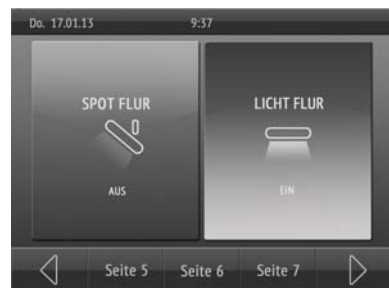 Do. 17.01.13 9:37
SPOT FLUR LICHT FLUR
AUS EIN
Seite 5 Seite 6 Seite 7